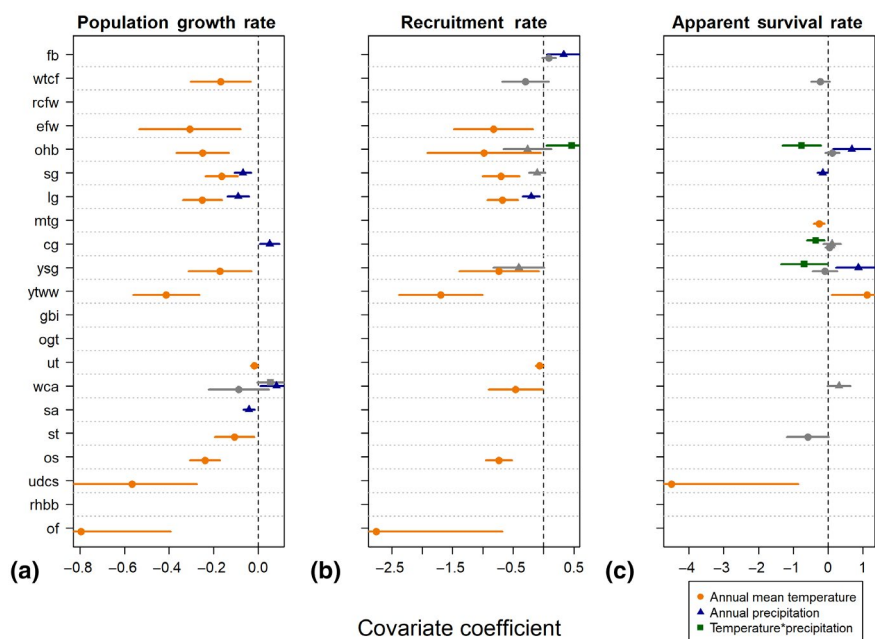 Population growth rate
Recruitment rate
Apparent survival rate
fb
wtcf
rcfw
efw
ohb
sg
lg
mtg
cg
ysg
ytww
gbi
ogt
ut
wca
sa
st
os
udcs
rhbb
of
(a)
−0.8 −0.6 −0.4 −0.2 0.0
(b)
−2.5 −1.5 −0.5 0.5
(c)
−4 −3 −2 −1 0 1
Covariate coefficient
Annual mean temperature
Annual precipitation
Temperature*precipitation